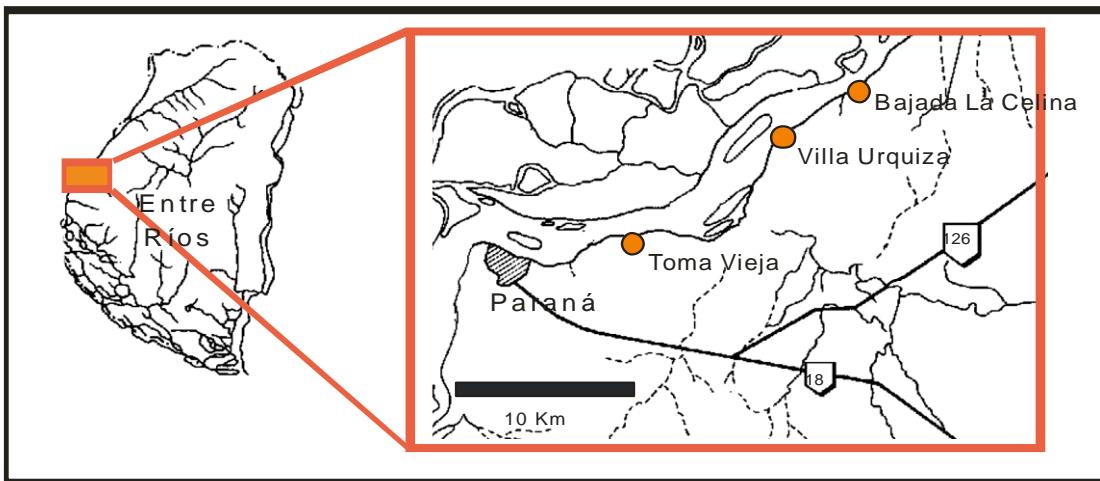 Entre
Ríos
Bajada La Celina
Villa Urquiza
126
Toma Vieja
Paraná
18
10 Km